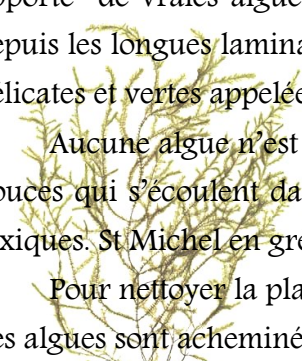 pporte de vraies algue
epuis les longues lamina
élicates et vertes appelée
Aucune algue n'est
ouces qui s'écoulent da
xiques. St Michel en grè
Pour nettoyer la pla
es algues sont acheminé